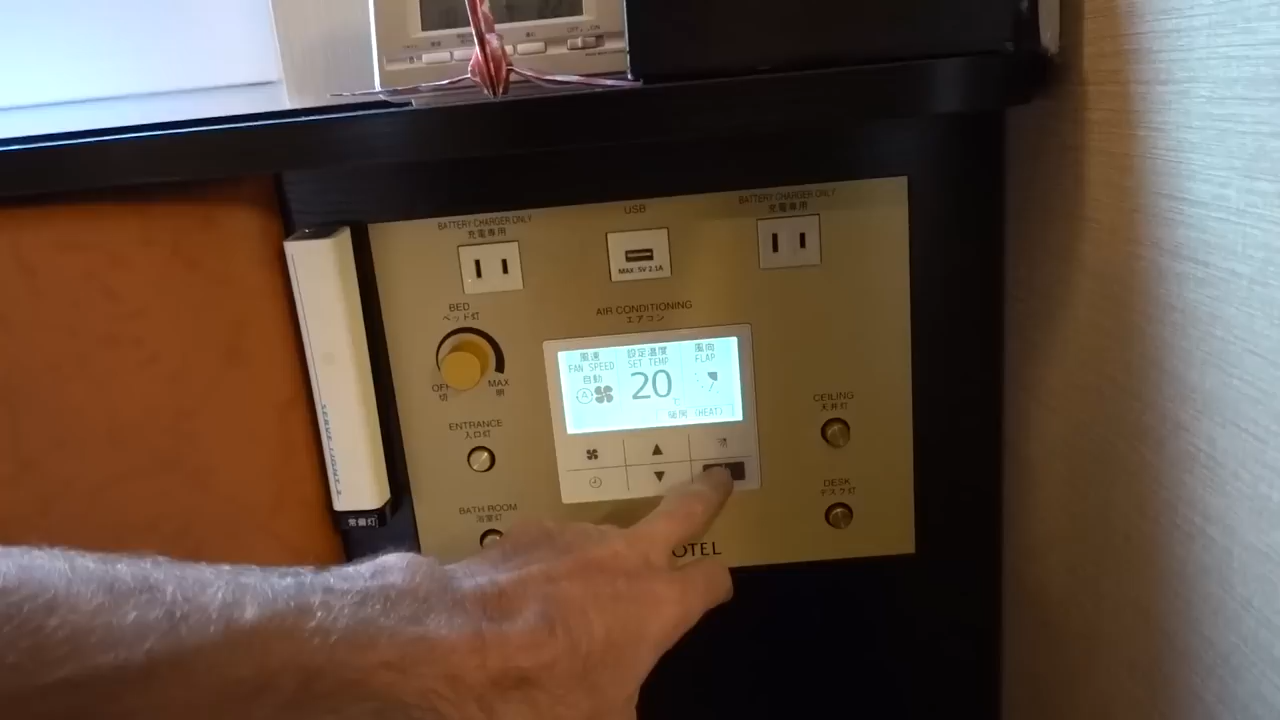 BATTERY CHARGER ONLY
充電専用
USB
MAX. 5V 2.1A
BATTERY CHARGER ONLY
充電専用
BED
ベッド灯
OFF
切
MAX
明
AIR CONDITIONING
エアコン
風速
FAN SPEED
自動
A
設定温度
SET TEMP
20℃
風向
FLAP
暖房 (HEAT)
ENTRANCE
入口灯
CEILING
天井灯
BATH ROOM
浴室灯
DESK
デスク灯
OTEL
常備灯